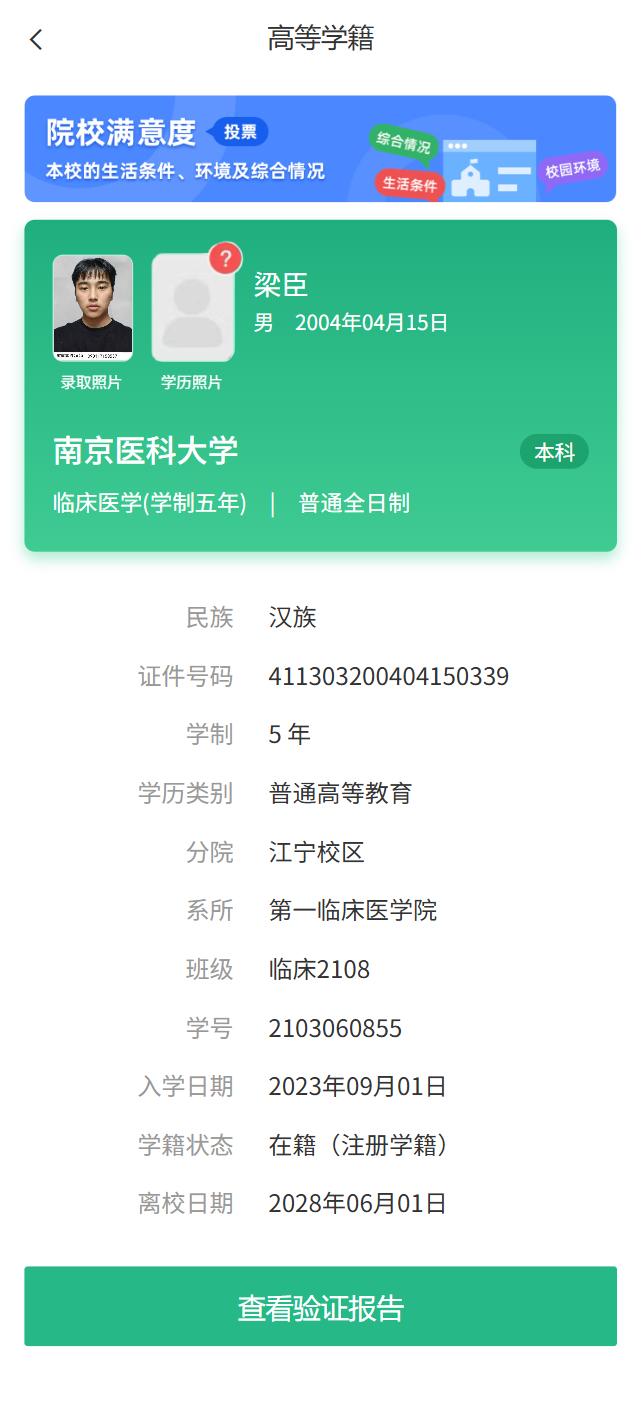 高等学籍
院校满意度 投票
本校的生活条件、环境及综合情况
综合情况
生活条件
校园环境
?
梁臣
男 2004年04月15日
录取照片 学历照片
南京医科大学 本科
临床医学(学制五年) | 普通全日制
民族 汉族
证件号码 411303200404150339
学制 5 年
学历类别 普通高等教育
分院 江宁校区
系所 第一临床医学院
班级 临床2108
学号 2103060855
入学日期 2023年09月01日
学籍状态 在籍（注册学籍）
离校日期 2028年06月01日
查看验证报告